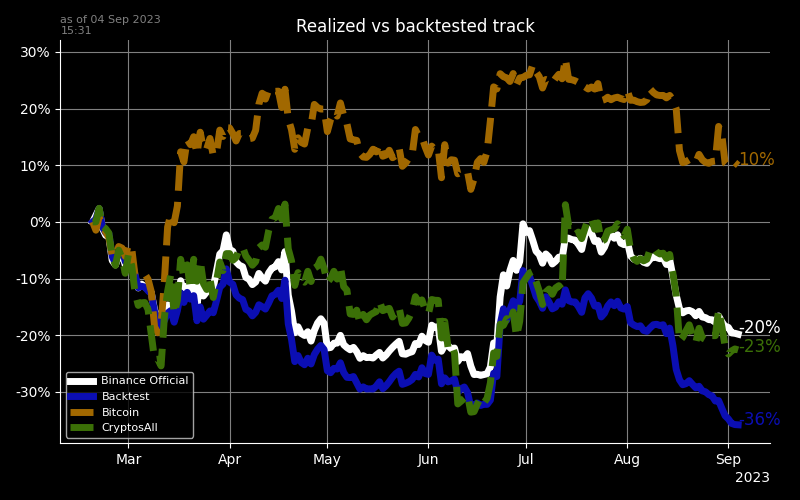 as of 04 Sep 2023
15:31
Realized vs backtested track
30%
20%
10%
0%
-10%
-20%
-30%
10%
-20%
-23%
-36%
Binance Official
Backtest
Bitcoin
CryptosAll
Mar
Apr
May
Jun
Jul
Aug
Sep
2023